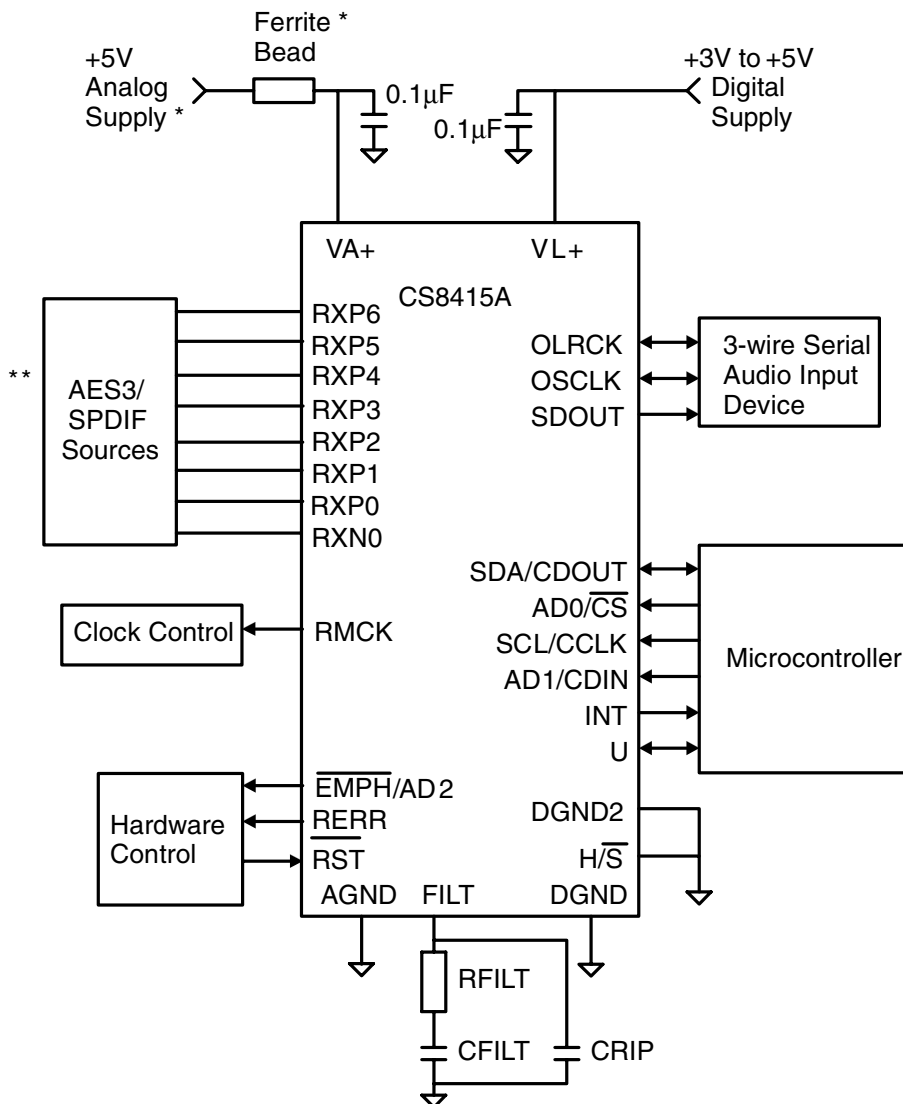 Ferrite *
Bead
+5V
Analog
Supply *
0.1μF
0.1μF
+3V to +5V
Digital
Supply
VA+
VL+
CS8415A
**
AES3/
SPDIF
Sources
RXP6
RXP5
RXP4
RXP3
RXP2
RXP1
RXP0
RXN0
OLRCK
OSCLK
SDOUT
3-wire Serial
Audio Input
Device
Clock Control
RMCK
SDA/CDOUT
AD0/C̅S̅
SCL/CCLK
AD1/CDIN
INT
U
Microcontroller
Hardware
Control
E̅M̅P̅H̅/AD2
RERR
R̅S̅T̅
DGND2
H/S̅
AGND
FILT
DGND
RFILT
CFILT
CRIP